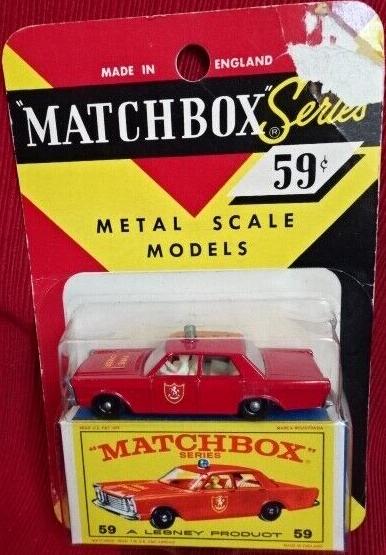 MADE IN ENGLAND
"MATCHBOX" Series
®
59¢
METAL SCALE
MODELS
"MATCHBOX"
SERIES
59 A LESNEY PRODUCT 59